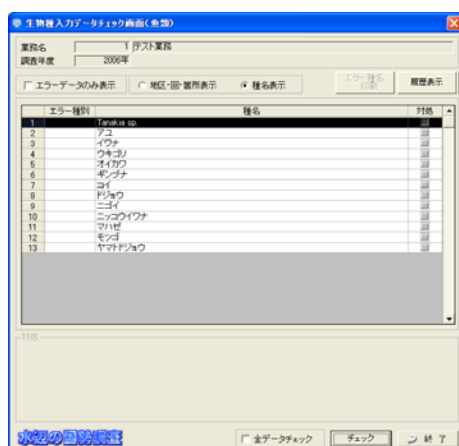 生物種入力データチェック画面(魚類)
業務名 1 テスト業務
調査年度 2006年
エラーデータのみ表示 地区・回・箇所表示 種名表示 エラー種名印刷 履歴表示
エラー種別 種名 対処
1 Tanakia sp.
2 アユ
3 イワナ
4 ウキゴリ
5 オイカワ
6 ギンブナ
7 コイ
8 ドジョウ
9 ニゴイ
10 ニッコウイワナ
11 マハゼ
12 モツゴ
13 ヤマトドジョウ
対処
水辺の国勢調査 全データチェック チェック 終了